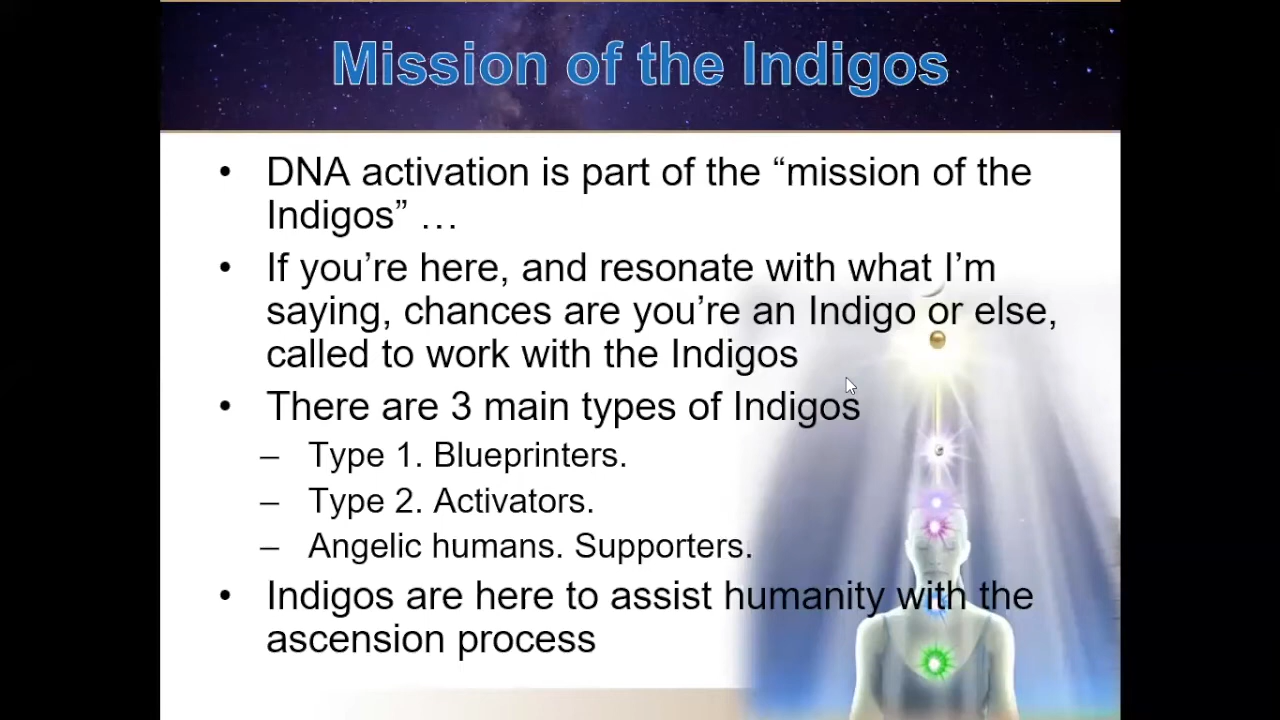 Mission of the Indigos
• DNA activation is part of the “mission of the
Indigos” …
• If you’re here, and resonate with what I’m
saying, chances are you’re an Indigo or else,
called to work with the Indigos
• There are 3 main types of Indigos
– Type 1. Blueprinters.
– Type 2. Activators.
– Angelic humans. Supporters.
• Indigos are here to assist humanity with the
ascension process